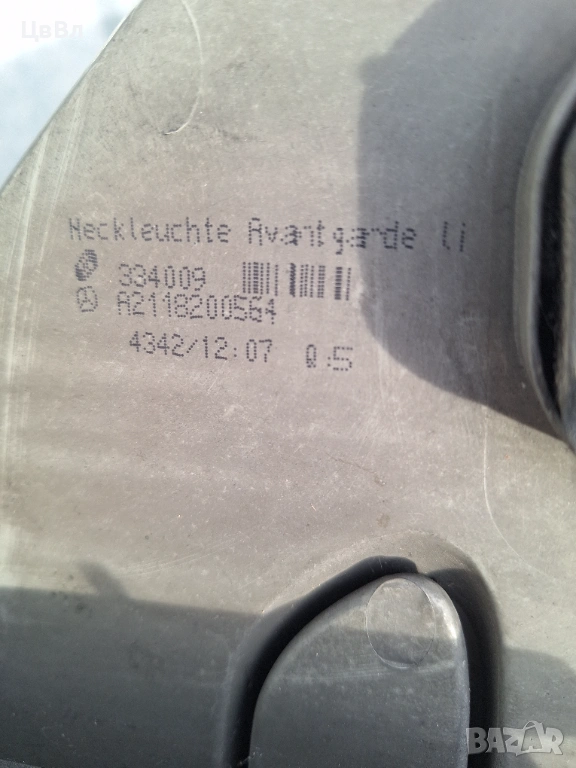 ЦвВл
Heckleuchte Avantgarde li
334009
A2118200564
4342/12:07 Q:5
BAZAR